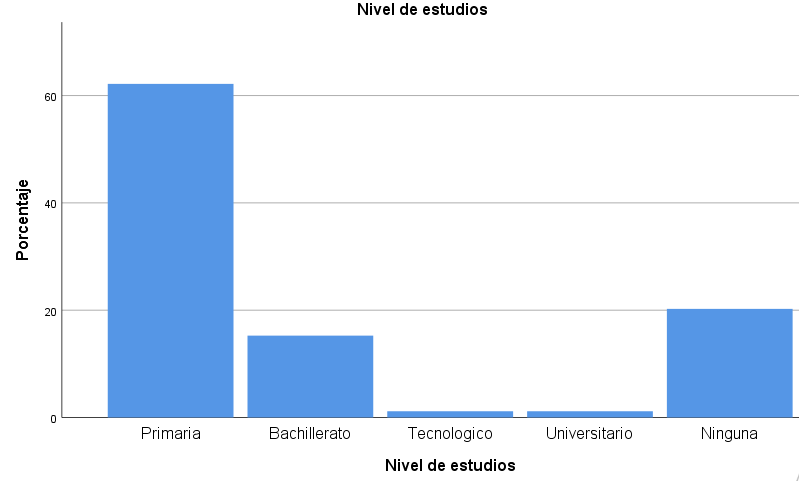 Nivel de estudios
Porcentaje
60
40
20
0
Primaria
Bachillerato
Tecnologico
Universitario
Ninguna
Nivel de estudios